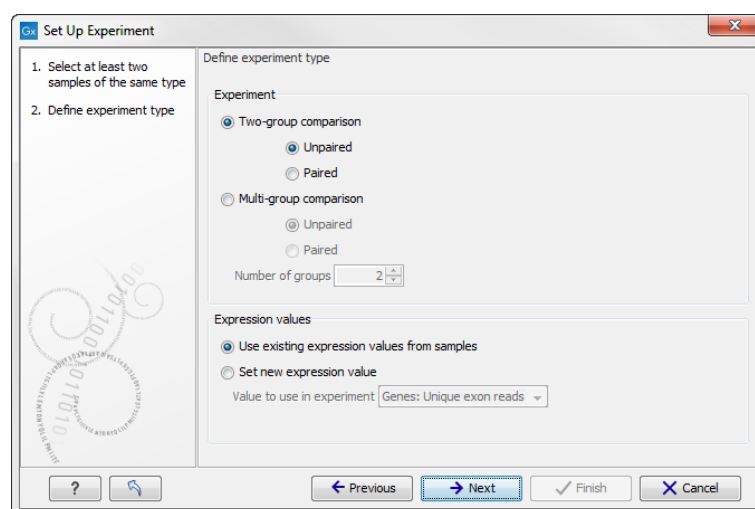 Gx Set Up Experiment
1. Select at least two
samples of the same type
2. Define experiment type
Define experiment type
Experiment
Two-group comparison
Unpaired
Paired
Multi-group comparison
Unpaired
Paired
Number of groups 2
Expression values
Use existing expression values from samples
Set new expression value
Value to use in experiment Genes: Unique exon reads
? Previous Next Finish Cancel